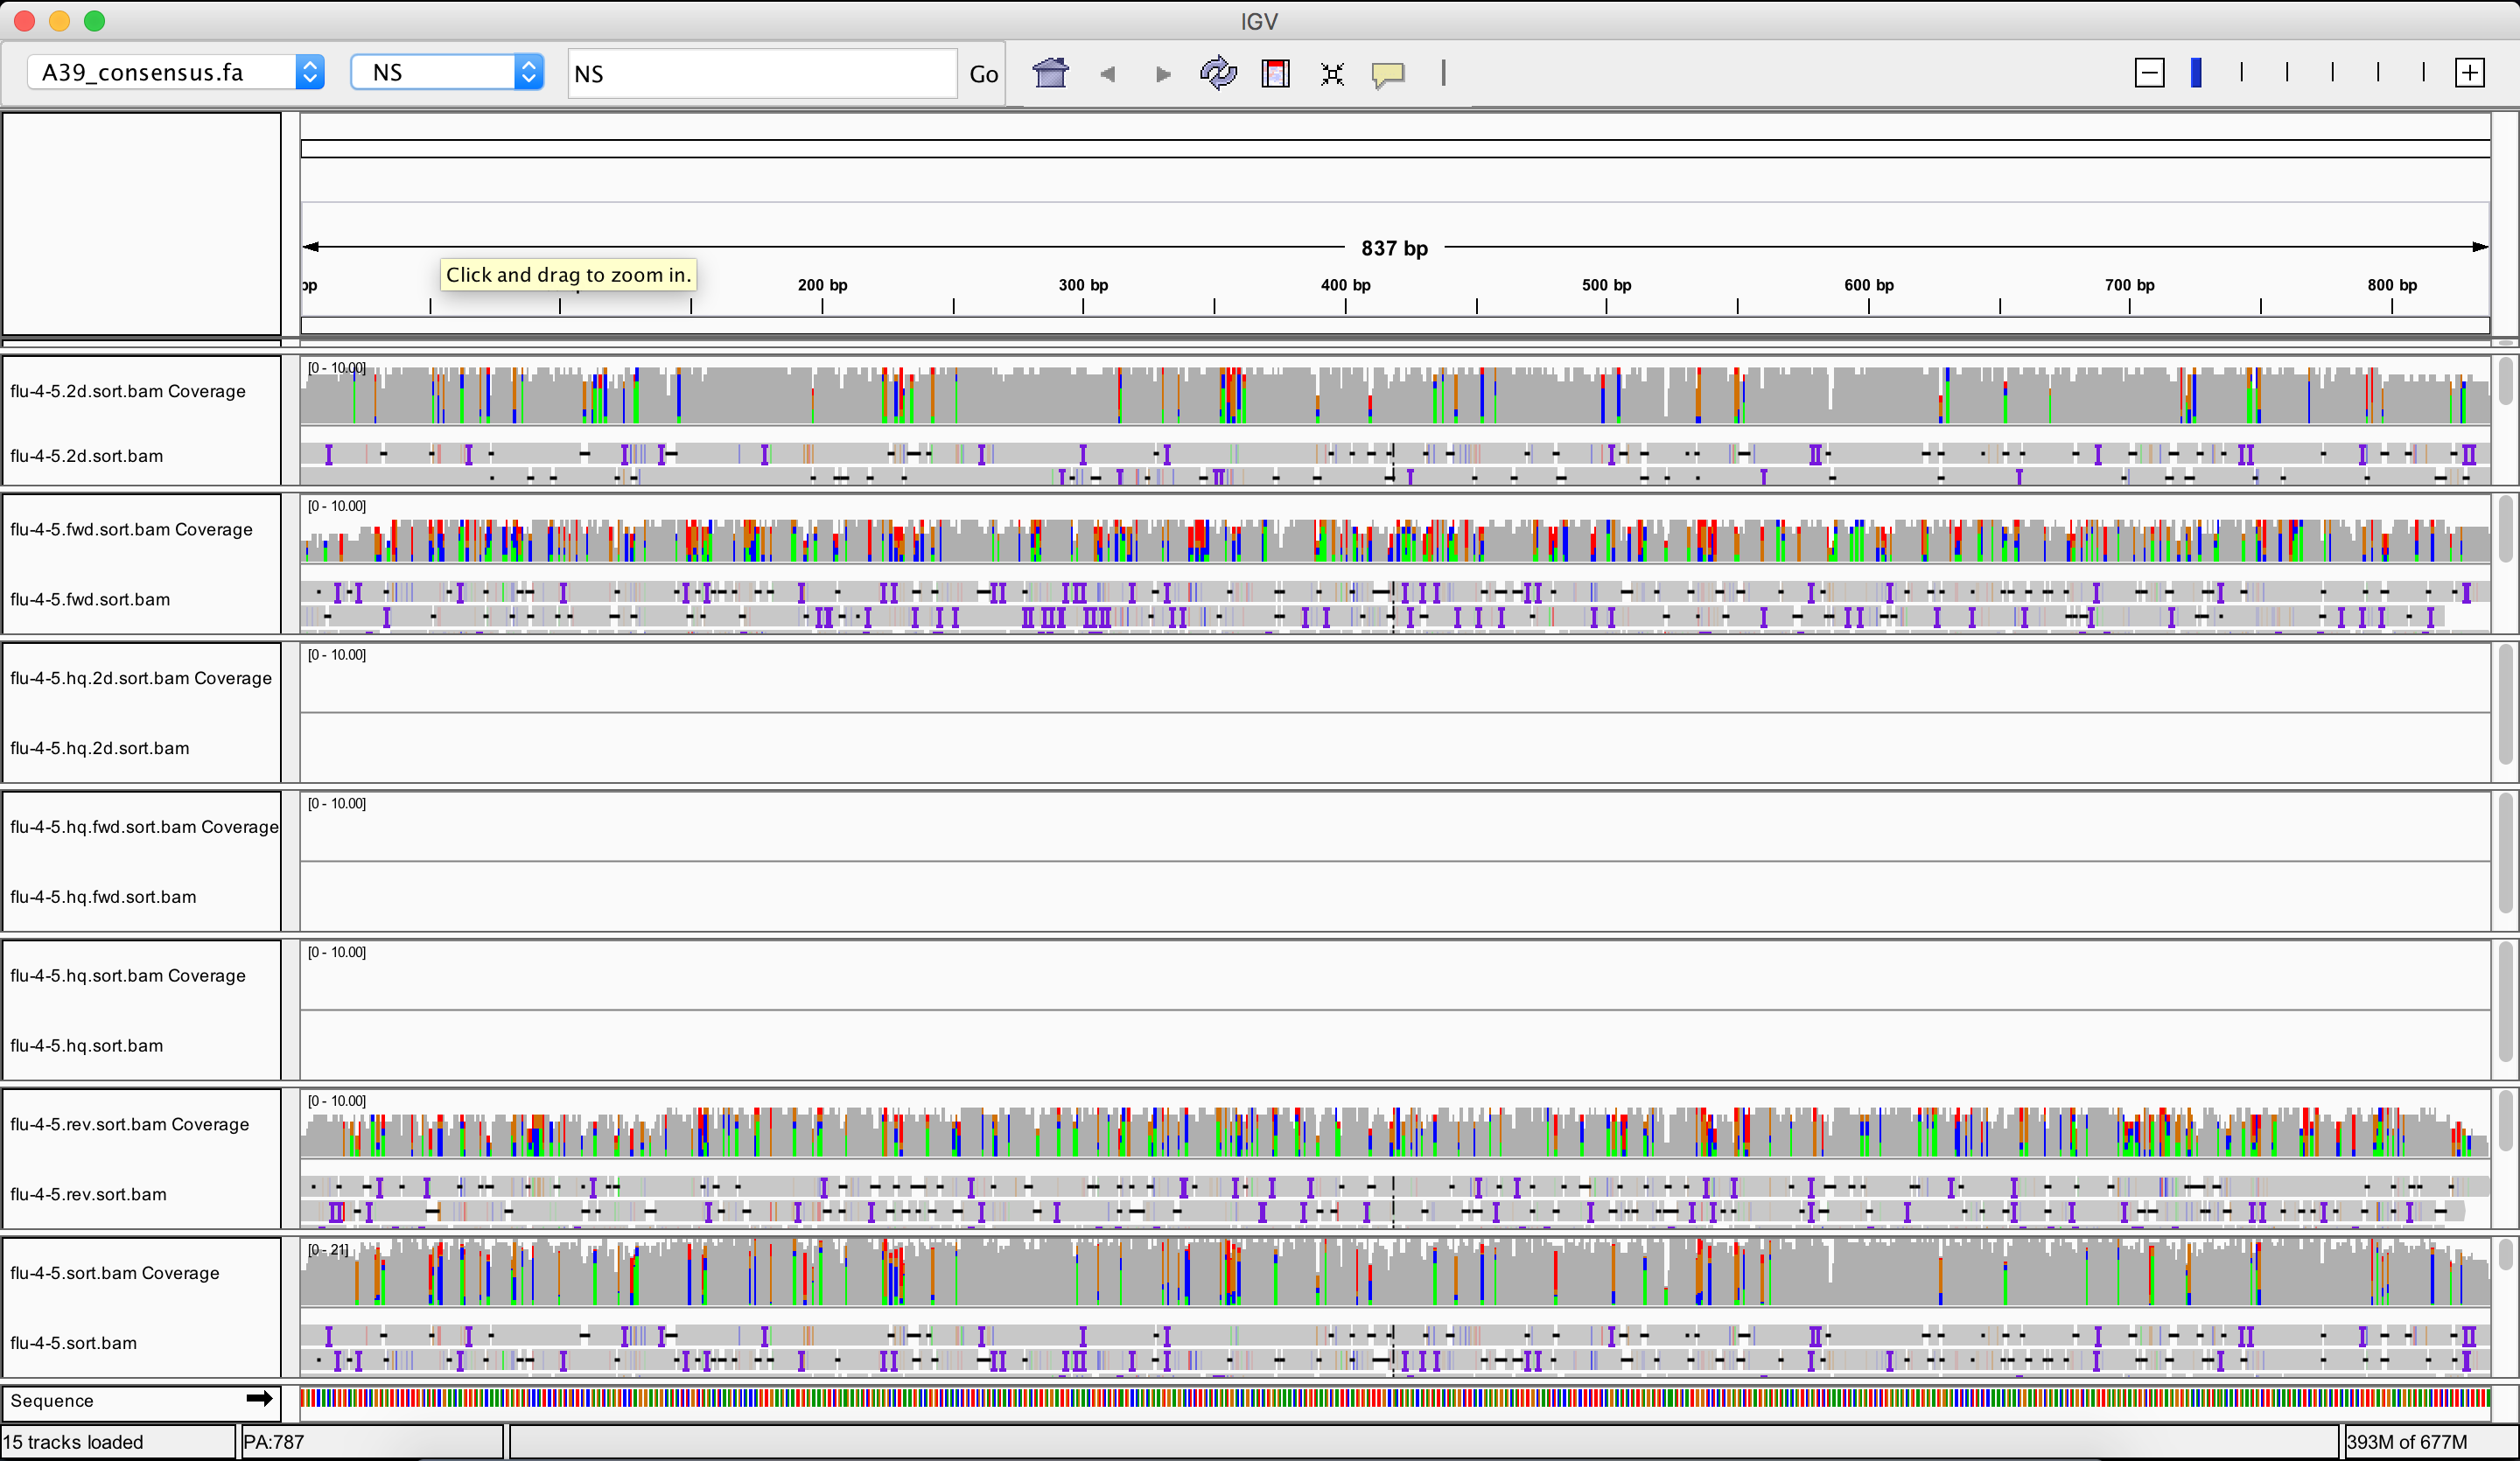 IGV
A39_consensus.fa NS NS Go
837 bp
Click and drag to zoom in.
bp 200 bp 300 bp 400 bp 500 bp 600 bp 700 bp 800 bp
[0 - 10.00]
flu-4-5.2d.sort.bam Coverage
flu-4-5.2d.sort.bam
[0 - 10.00]
flu-4-5.fwd.sort.bam Coverage
flu-4-5.fwd.sort.bam
[0 - 10.00]
flu-4-5.hq.2d.sort.bam Coverage
flu-4-5.hq.2d.sort.bam
[0 - 10.00]
flu-4-5.hq.fwd.sort.bam Coverage
flu-4-5.hq.fwd.sort.bam
[0 - 10.00]
flu-4-5.hq.sort.bam Coverage
flu-4-5.hq.sort.bam
[0 - 10.00]
flu-4-5.rev.sort.bam Coverage
flu-4-5.rev.sort.bam
[0 - 21]
flu-4-5.sort.bam Coverage
flu-4-5.sort.bam
Sequence
15 tracks loaded PA:787 393M of 677M